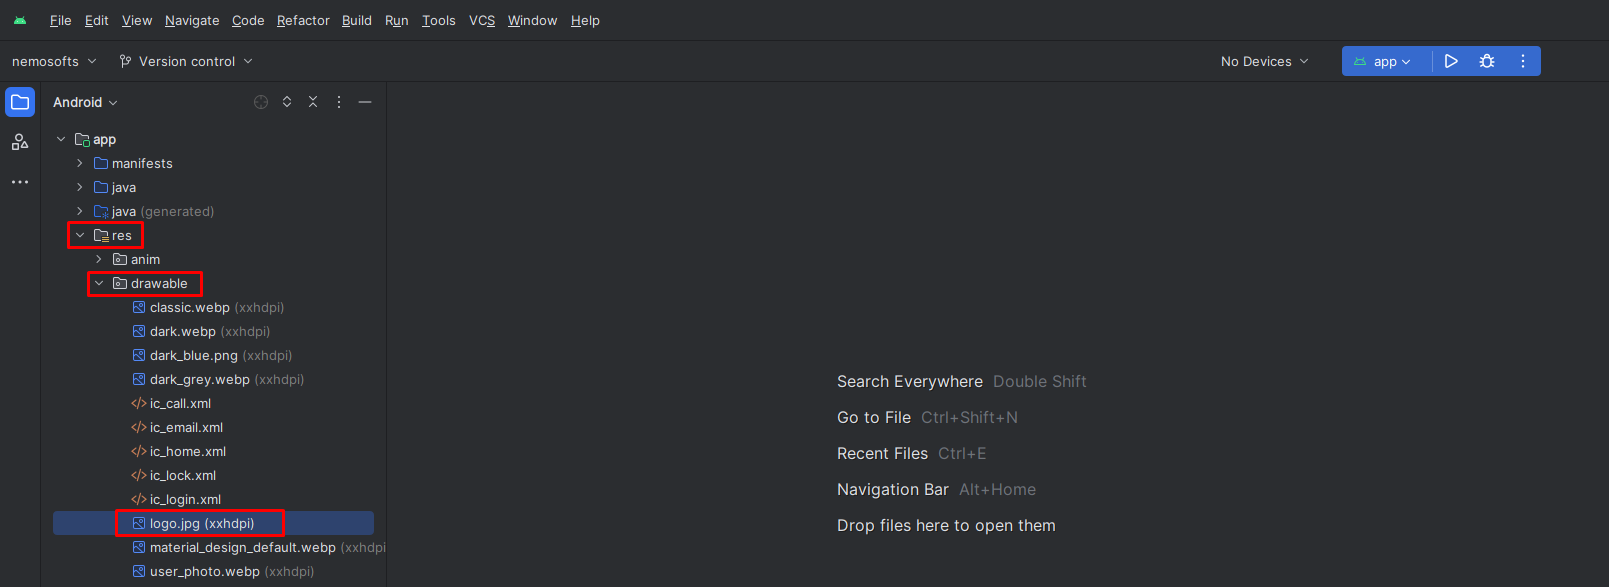 File Edit View Navigate Code Refactor Build Run Tools VCS Window Help
nemosofts Version control No Devices app
Android
app
manifests
java
java (generated)
res
anim
drawable
classic.webp (xxhdpi)
dark.webp (xxhdpi)
dark_blue.png (xxhdpi)
dark_grey.webp (xxhdpi)
ic_call.xml
ic_email.xml
ic_home.xml
ic_lock.xml
ic_login.xml
logo.jpg (xxhdpi)
material_design_default.webp (xxhdpi
user_photo.webp (xxhdpi)
Search Everywhere Double Shift
Go to File Ctrl+Shift+N
Recent Files Ctrl+E
Navigation Bar Alt+Home
Drop files here to open them